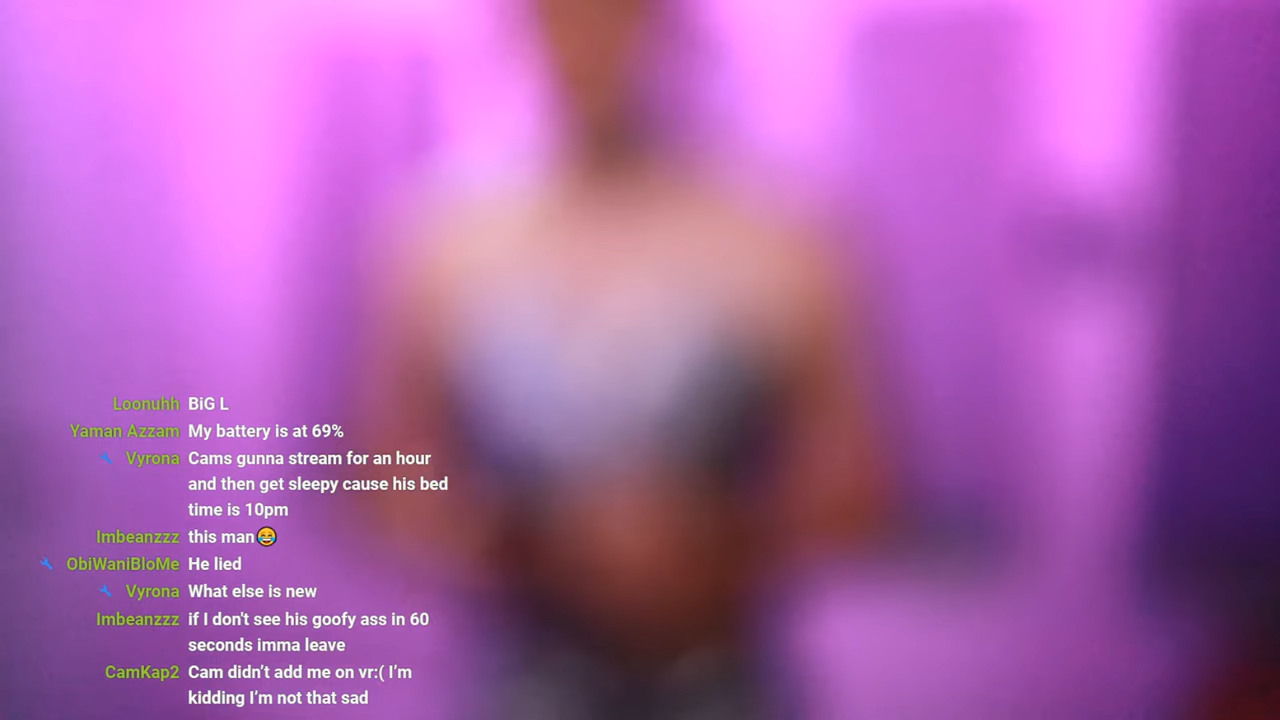 Loonuhh BiG L
Yaman Azzam My battery is at 69%
Vyrona Cams gunna stream for an hour
and then get sleepy cause his bed
time is 10pm
Imbeanzzz this man😂
ObiWaniBloMe He lied
Vyrona What else is new
Imbeanzzz if I don't see his goofy ass in 60
seconds imma leave
CamKap2 Cam didn’t add me on vr:( I’m
kidding I’m not that sad